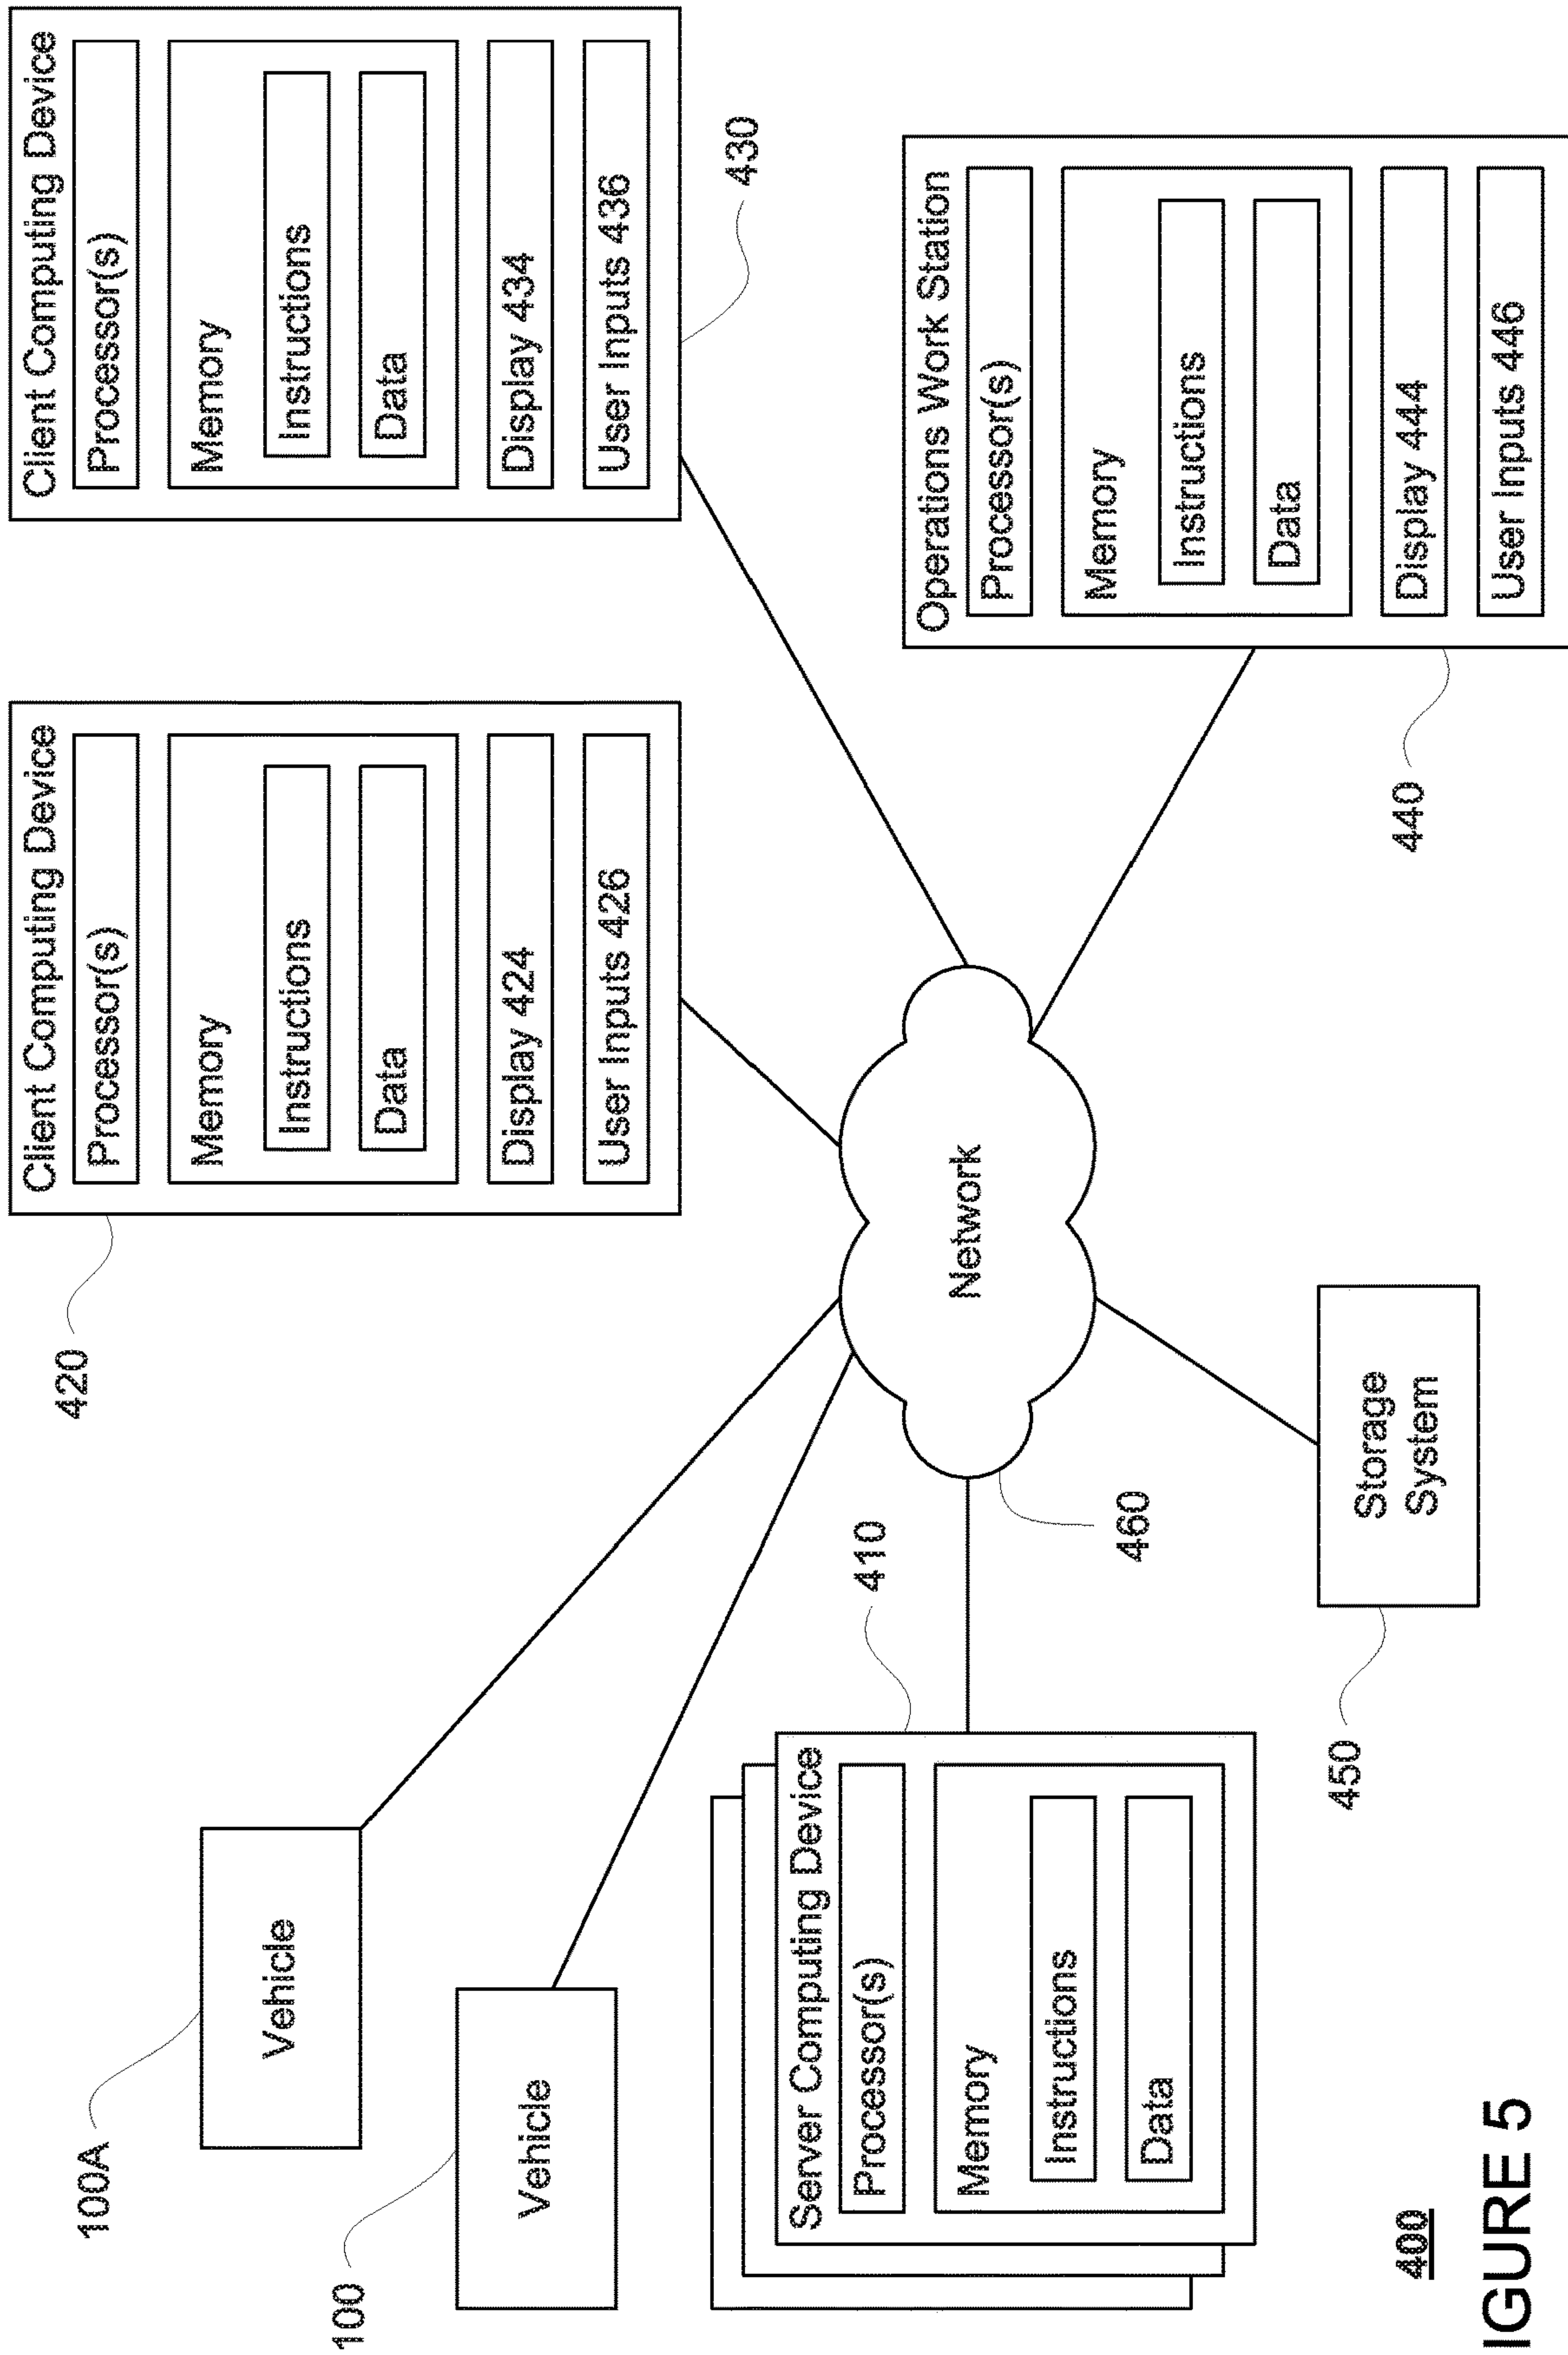 100A
Vehicle
100
Vehicle
Server Computing Device
Processor(s)
Memory
Instructions
Data
410
420
Client Computing Device
Processor(s)
Memory
Instructions
Data
Display 424
User Inputs 426
Client Computing Device
Processor(s)
Memory
Instructions
Data
Display 434
User Inputs 436
430
Network
460
Storage
System
450
Operations Work Station
Processor(s)
Memory
Instructions
Data
Display 444
User Inputs 446
440
400
IGURE 5